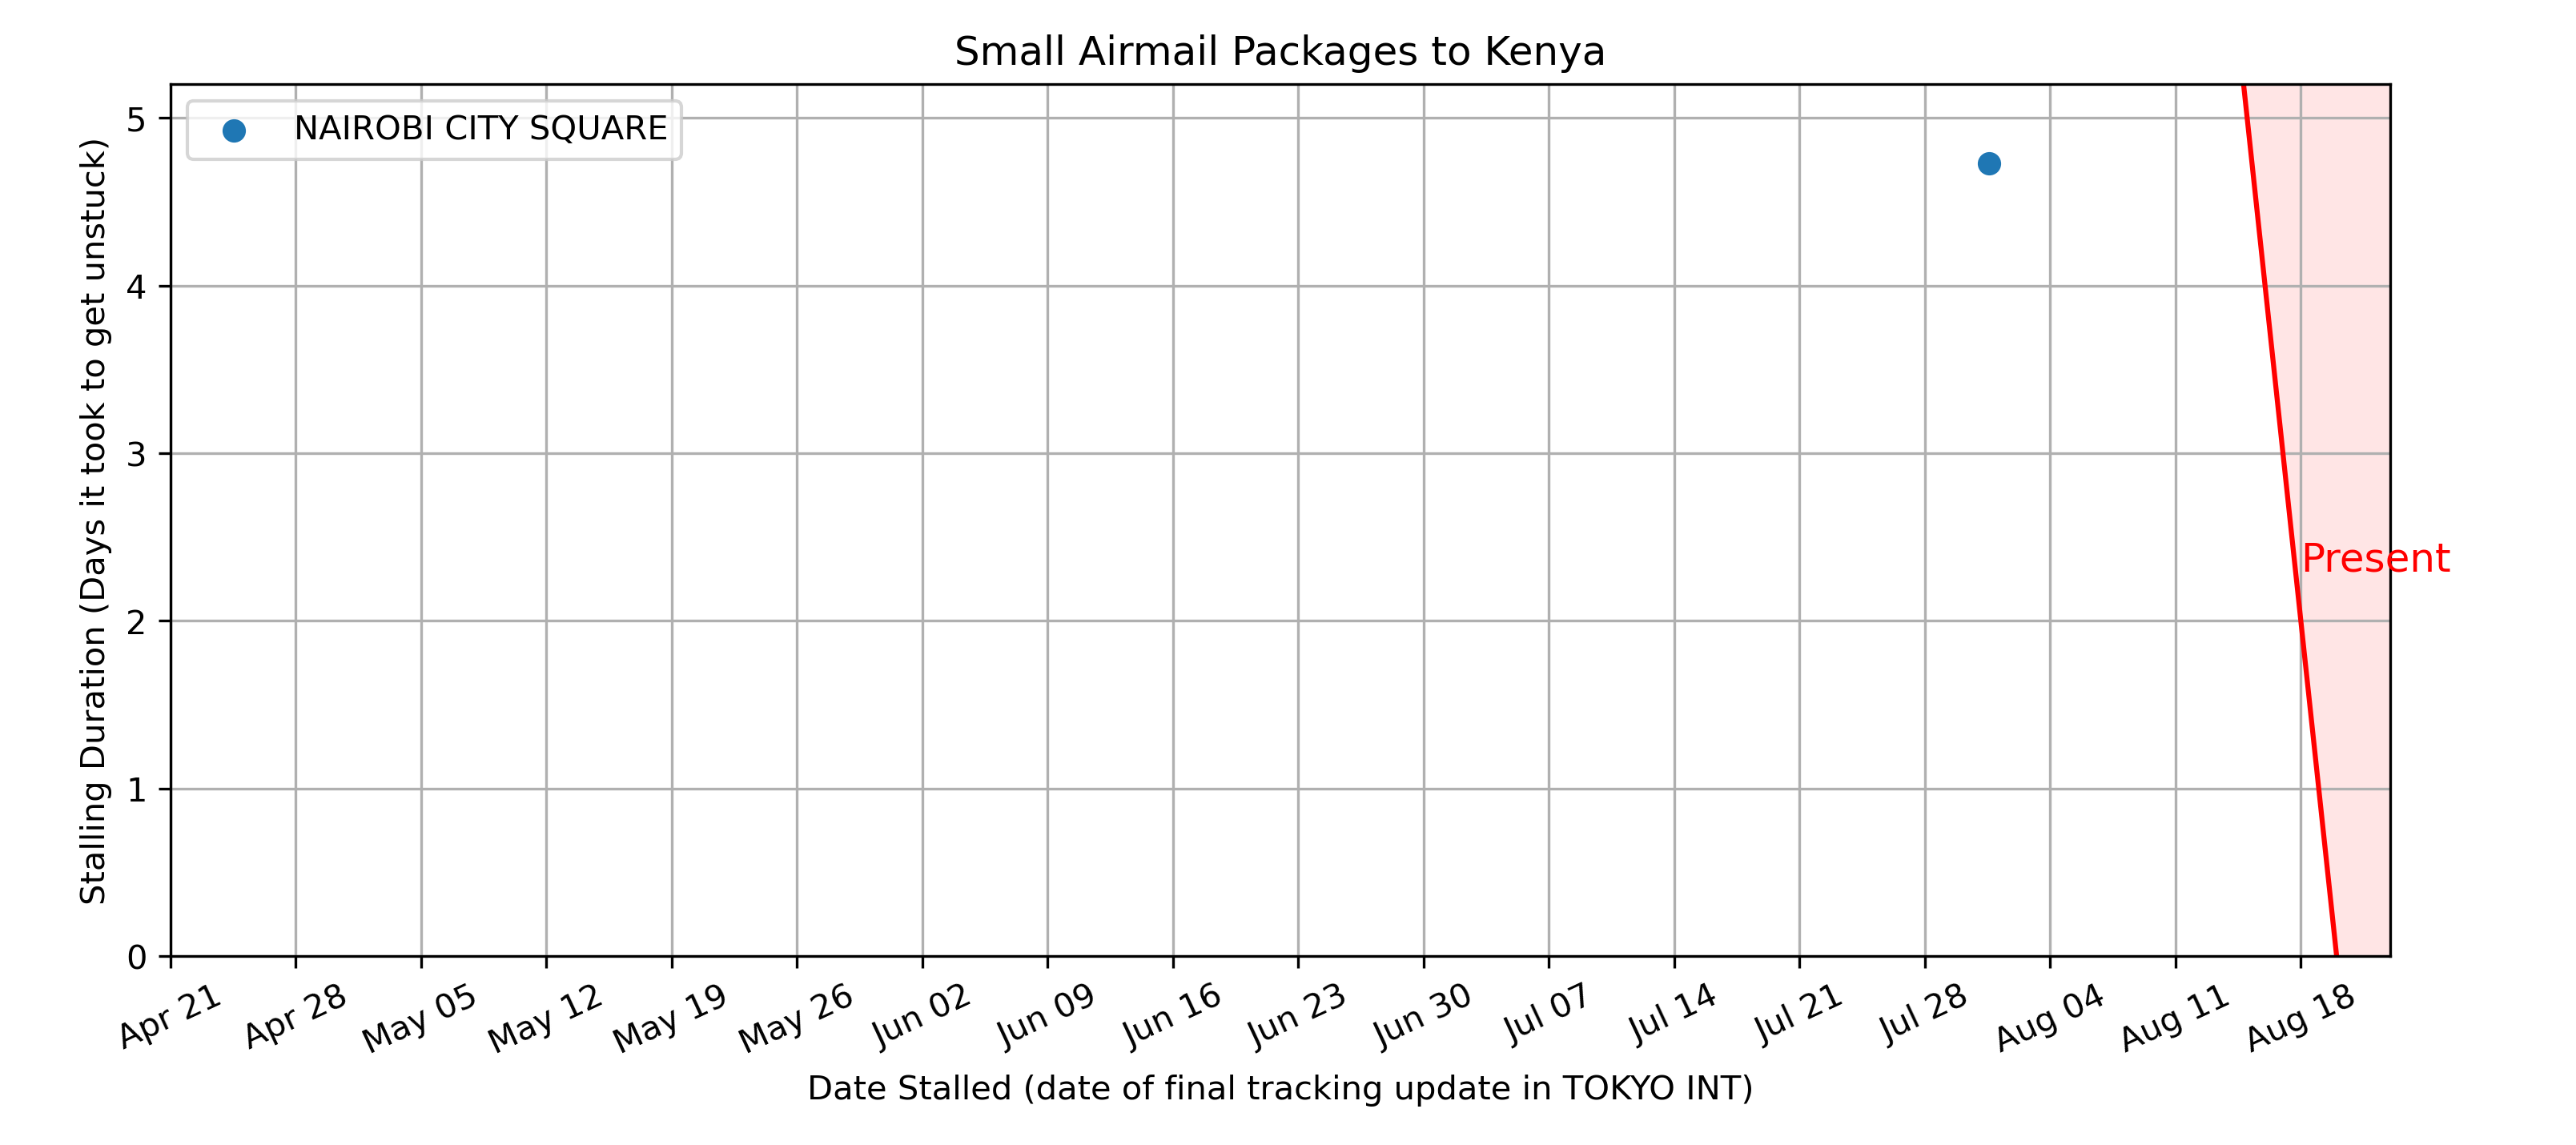 Small Airmail Packages to Kenya
NAIROBI CITY SQUARE
Stalling Duration (Days it took to get unstuck)
5
4
3
2
1
0
Present
Apr 21
Apr 28
May 05
May 12
May 19
May 26
Jun 02
Jun 09
Jun 16
Jun 23
Jun 30
Jul 07
Jul 14
Jul 21
Jul 28
Aug 04
Aug 11
Aug 18
Date Stalled (date of final tracking update in TOKYO INT)